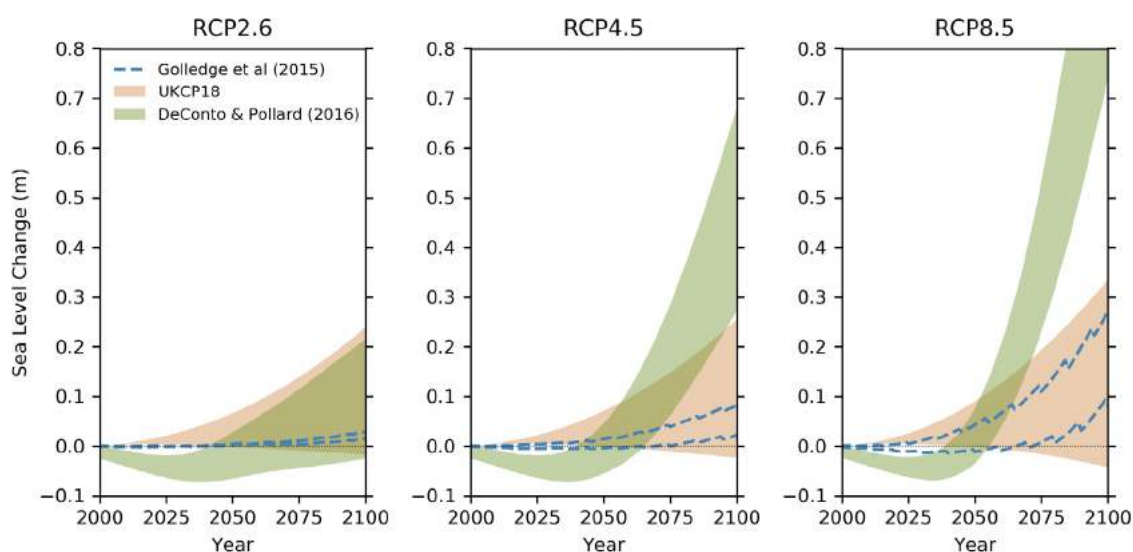 RCP2.6
RCP4.5
RCP8.5
Sea Level Change (m)
0.8
0.7
0.6
0.5
0.4
0.3
0.2
0.1
0.0
−0.1
Golledge et al (2015)
UKCP18
DeConto & Pollard (2016)
2000 2025 2050 2075 2100
Year
0.8
0.7
0.6
0.5
0.4
0.3
0.2
0.1
0.0
−0.1
2000 2025 2050 2075 2100
Year
0.8
0.7
0.6
0.5
0.4
0.3
0.2
0.1
0.0
−0.1
2000 2025 2050 2075 2100
Year